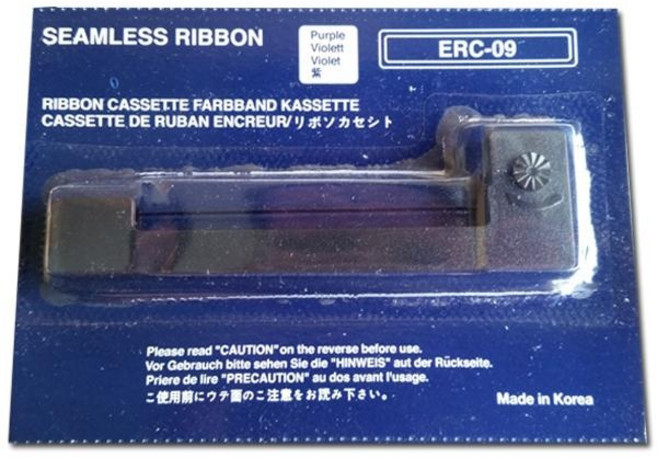 SEAMLESS RIBBON
Purple
Violett
Violet
紫
ERC-09
RIBBON CASSETTE FARBBAND KASSETTE
CASSETTE DE RUBAN ENCREUR/リボソカセシト
Please read "CAUTION" on the reverse before use.
Vor Gebrauch bitte sehen Sie die "HINWEIS" aut der Rückseite.
Priere de lire "PRECAUTION" au dos avant l'usage.
ご使用前にウテ面のご注意をお読み下さい。
Made in Korea